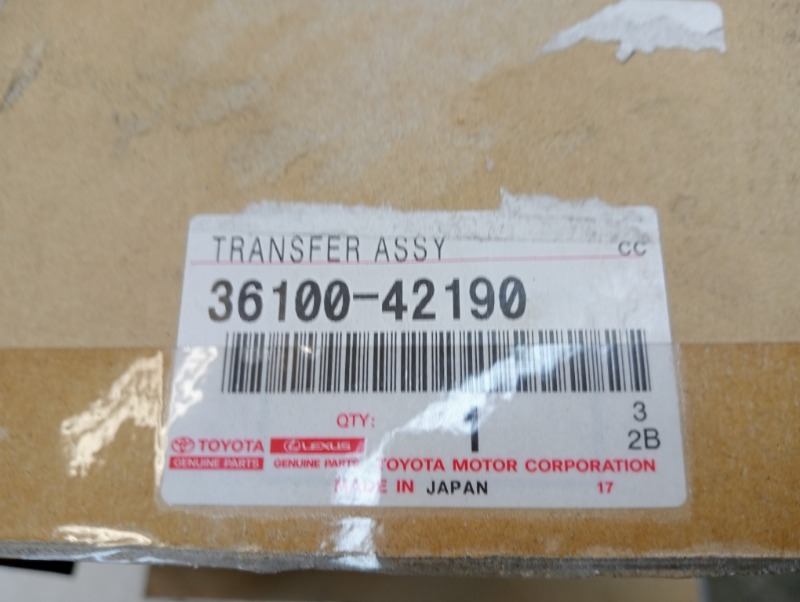 TRANSFER ASSY CC
36100-42190
QTY: 1 3
2B
TOYOTA LEXUS
GENUINE PARTS GENUINE PARTS TOYOTA MOTOR CORPORATION
MADE IN JAPAN 17